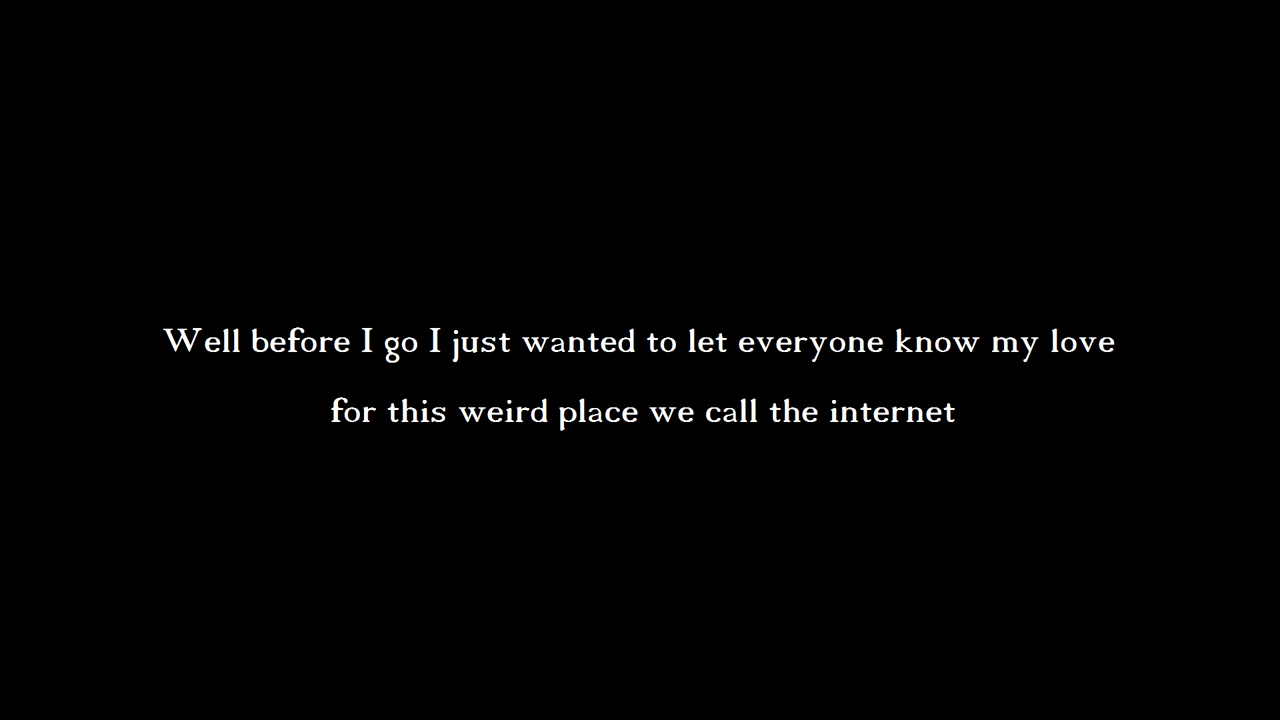 Well before I go I just wanted to let everyone know my love
for this weird place we call the internet